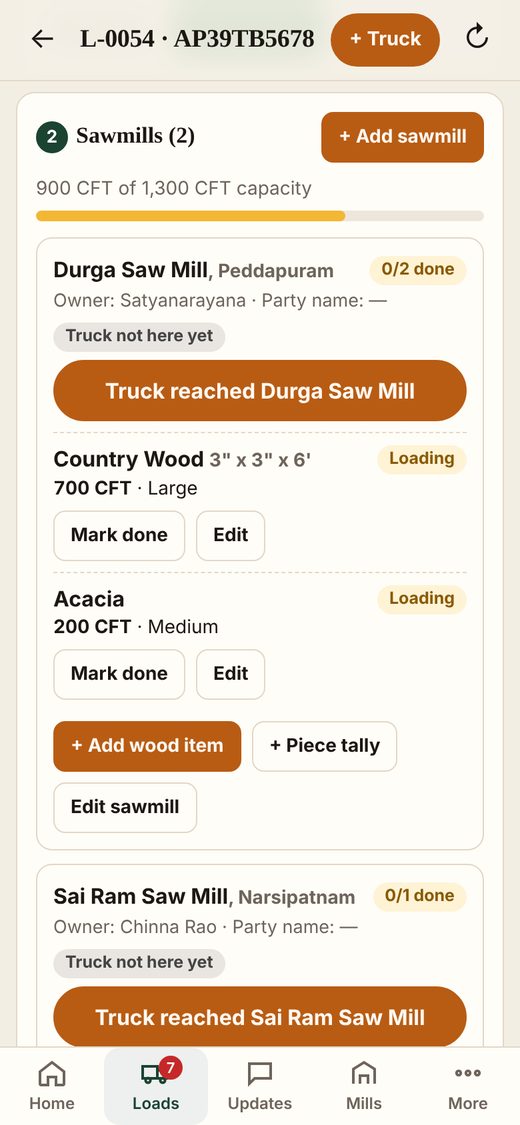 L-0054 · AP39TB5678
+ Truck
2 Sawmills (2)
+ Add sawmill
900 CFT of 1,300 CFT capacity
Durga Saw Mill, Peddapuram
0/2 done
Owner: Satyanarayana · Party name: —
Truck not here yet
Truck reached Durga Saw Mill
Country Wood 3" x 3" x 6'
Loading
700 CFT · Large
Mark done
Edit
Acacia
Loading
200 CFT · Medium
Mark done
Edit
+ Add wood item
+ Piece tally
Edit sawmill
Sai Ram Saw Mill, Narsipatnam
0/1 done
Owner: Chinna Rao · Party name: —
Truck not here yet
Truck reached Sai Ram Saw Mill
7
Home
Loads
Updates
Mills
More